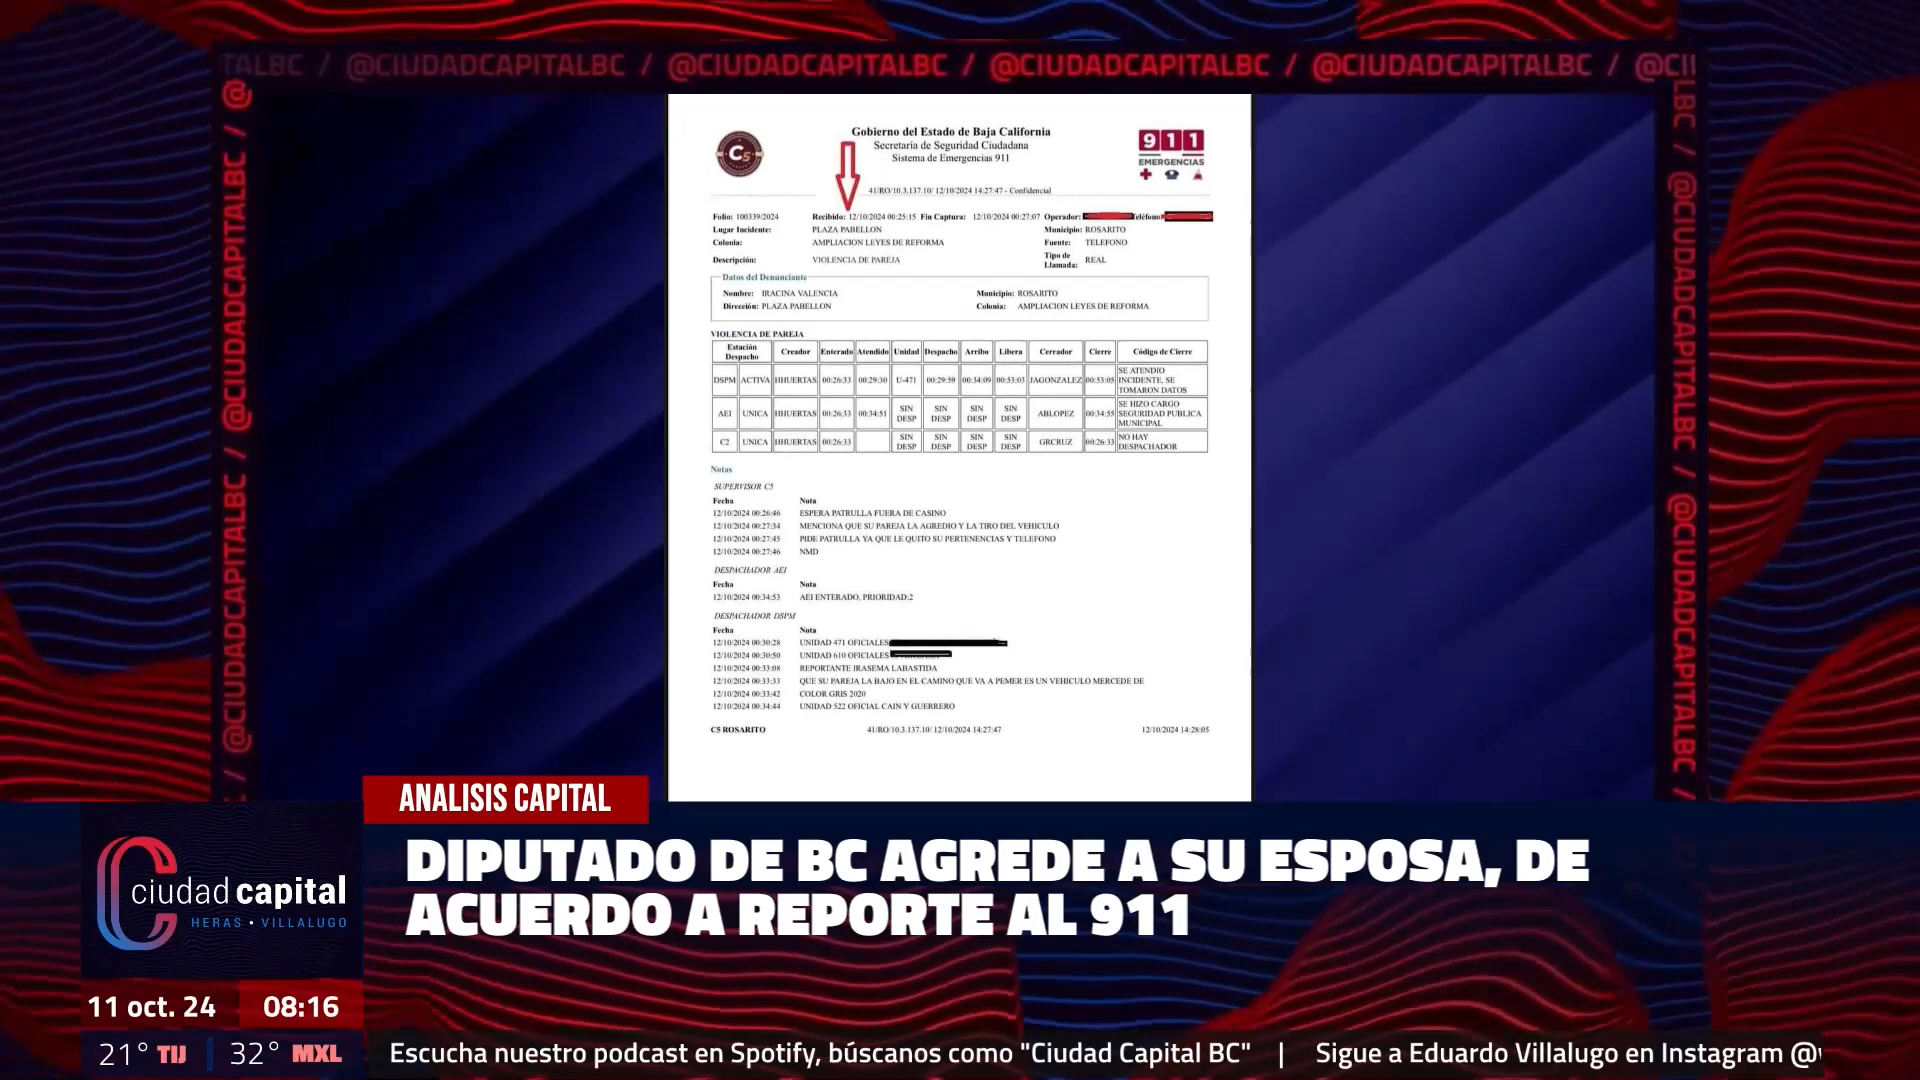 TALBC / @CIUDADCAPITALBC / @CIUDADCAPITALBC / @CIUDADCAPITALBC / @CIUDADCAPITALBC / @CII
/ @CIUDADCAPITALBC / @CIUDADCAPITALBC / @
LBC / @CIUDADCAPITALBC / @CIUDADCAPITALBC /
C5
Gobierno del Estado de Baja California
Secretaría de Seguridad Ciudadana
Sistema de Emergencias 911
911
EMERGENCIAS
41/RO/10.3.137.10/ 12/10/2024 14:27:47 - Confidencial
Folio: 100339/2024 Recibido: 12/10/2024 00:25:15 Fin Captura: 12/10/2024 00:27:07 Operador: Teléfono:
Lugar Incidente: PLAZA PABELLON Municipio: ROSARITO
Colonia: AMPLIACION LEYES DE REFORMA Fuente: TELEFONO
Descripción: VIOLENCIA DE PAREJA Tipo de Llamada: REAL
Datos del Denunciante
Nombre: IRACINA VALENCIA Municipio: ROSARITO
Dirección: PLAZA PABELLON Colonia: AMPLIACION LEYES DE REFORMA
VIOLENCIA DE PAREJA
Estación Despacho Creador Enterado Atendido Unidad Despacho Arribo Libera Cerrador Cierre Código de Cierre
DSPM ACTIVA HHUERTAS 00:26:33 00:29:30 U-471 00:29:59 00:34:09 00:53:03 JAGONZALEZ 00:53:05 SE ATENDIO INCIDENTE, SE TOMARON DATOS
AEI UNICA HHUERTAS 00:26:33 00:34:51 SIN DESP SIN DESP SIN DESP SIN DESP ABLOPEZ 00:34:55 SE HIZO CARGO SEGURIDAD PUBLICA MUNICIPAL
C2 UNICA HHUERTAS 00:26:33 SIN DESP SIN DESP SIN DESP SIN DESP GRCRUZ 00:26:33 NO HAY DESPACHADOR
Notas
SUPERVISOR C5
Fecha Nota
12/10/2024 00:26:46 ESPERA PATRULLA FUERA DE CASINO
12/10/2024 00:27:34 MENCIONA QUE SU PAREJA LA AGREDIO Y LA TIRO DEL VEHICULO
12/10/2024 00:27:45 PIDE PATRULLA YA QUE LE QUITO SU PERTENENCIAS Y TELEFONO
12/10/2024 00:27:46 NMD
DESPACHADOR AEI
Fecha Nota
12/10/2024 00:34:53 AEI ENTERADO, PRIORIDAD:2
DESPACHADOR DSPM
Fecha Nota
12/10/2024 00:30:28 UNIDAD 471 OFICIALES
12/10/2024 00:30:50 UNIDAD 610 OFICIALES
12/10/2024 00:33:08 REPORTANTE IRASEMA LABASTIDA
12/10/2024 00:33:33 QUE SU PAREJA LA BAJO EN EL CAMINO QUE VA A PEMER ES UN VEHICULO MERCEDE DE
12/10/2024 00:33:42 COLOR GRIS 2020
12/10/2024 00:34:44 UNIDAD 522 OFICIAL CAIN Y GUERRERO
C5 ROSARITO 41/RO/10.3.137.10/ 12/10/2024 14:27:47 12/10/2024 14:28:05
ANALISIS CAPITAL
DIPUTADO DE BC AGREDE A SU ESPOSA, DE
ACUERDO A REPORTE AL 911
ciudad capital
HERAS • VILLALUGO
11 oct. 24 08:16
21° TIJ | 32° MXL
Escucha nuestro podcast en Spotify, búscanos como "Ciudad Capital BC" | Sigue a Eduardo Villalugo en Instagram @